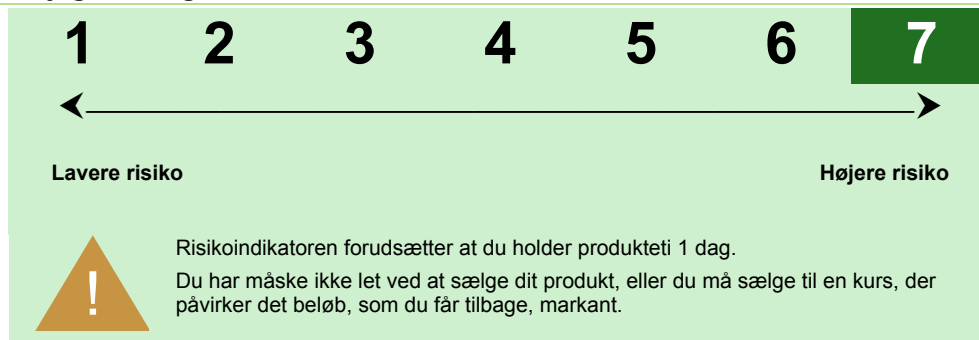 1 2 3 4 5 6 7
Lavere risiko Højere risiko
!
Risikoindikatoren forudsætter at du holder produkteti 1 dag.
Du har måske ikke let ved at sælge dit produkt, eller du må sælge til en kurs, der
påvirker det beløb, som du får tilbage, markant.